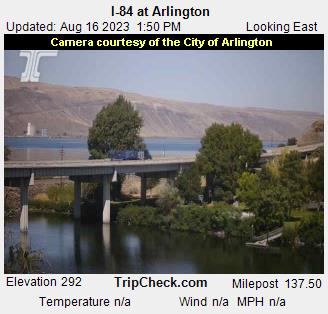 I-84 at Arlington
Updated: Aug 16 2023 1:50 PM Looking East
Camera courtesy of the City of Arlington
Elevation 292 TripCheck.com Milepost 137.50
Temperature n/a Wind n/a MPH n/a